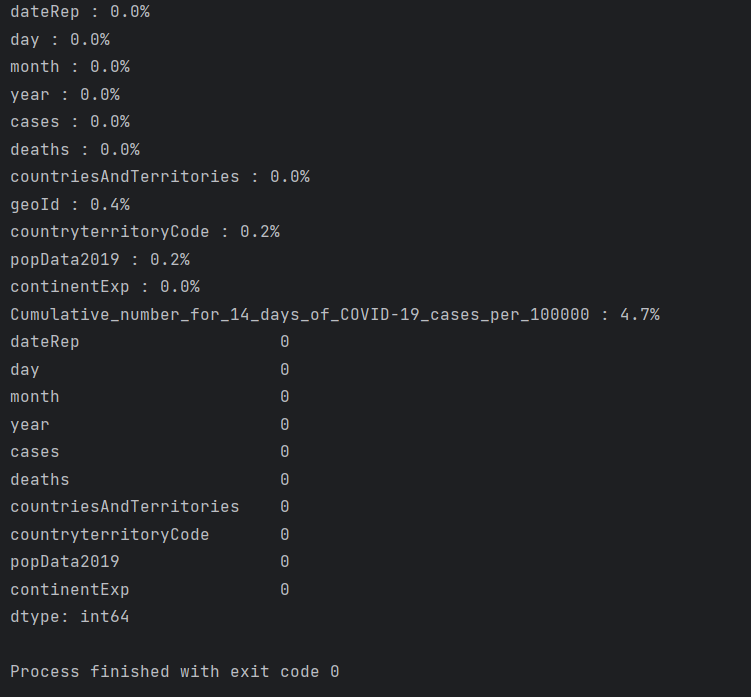 dateRep : 0.0%
day : 0.0%
month : 0.0%
year : 0.0%
cases : 0.0%
deaths : 0.0%
countriesAndTerritories : 0.0%
geoId : 0.4%
countryterritoryCode : 0.2%
popData2019 : 0.2%
continentExp : 0.0%
Cumulative_number_for_14_days_of_COVID-19_cases_per_100000 : 4.7%
dateRep                    0
day                        0
month                      0
year                       0
cases                      0
deaths                     0
countriesAndTerritories    0
countryterritoryCode       0
popData2019                0
continentExp               0
dtype: int64
Process finished with exit code 0